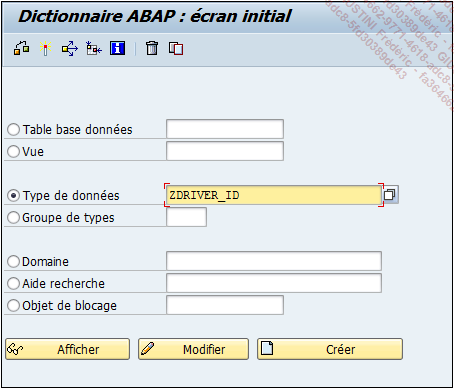 Dictionnaire ABAP : écran initial
Table base données
Vue
Type de données ZDRIVER_ID
Groupe de types
Domaine
Aide recherche
Objet de blocage
Afficher Modifier Créer